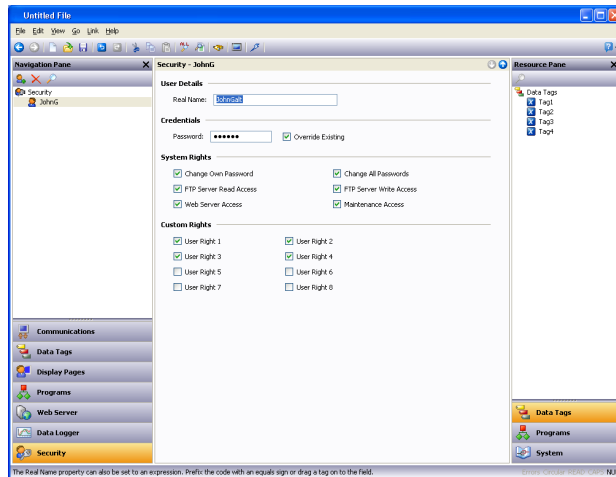 Untitled File
File Edit View Go Link Help
Navigation Pane
Security - JohnG
Resource Pane
Security
JohnG
User Details
Real Name: JohnGalt
Credentials
Password: ●●●●●● Override Existing
System Rights
Change Own Password Change All Passwords
FTP Server Read Access FTP Server Write Access
Web Server Access Maintenance Access
Custom Rights
User Right 1 User Right 2
User Right 3 User Right 4
User Right 5 User Right 6
User Right 7 User Right 8
Data Tags
Tag1
Tag2
Tag3
Tag4
Communications
Data Tags
Display Pages
Programs
Web Server
Data Logger
Security
Data Tags
Programs
System
The Real Name property can also be set to an expression. Prefix the code with an equals sign or drag a tag on to the field.
NU